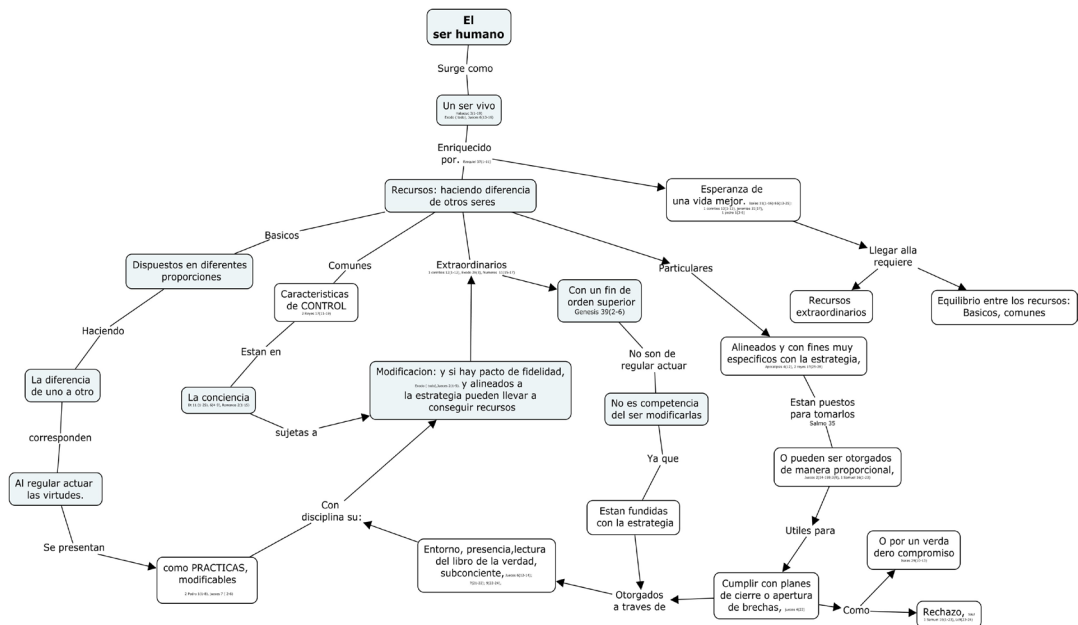 El
ser humano
Surge como
Un ser vivo
Enriquecido
por.
Recursos: haciendo diferencia
de otros seres
Esperanza de
una vida mejor.
Llegar alla
requiere
Recursos
extraordinarios
Equilibrio entre los recursos:
Basicos, comunes
Basicos
Dispuestos en diferentes
proporciones
Haciendo
La diferencia
de uno a otro
corresponden
Al regular actuar
las virtudes.
Se presentan
como PRACTICAS,
modificables
Comunes
Caracteristicas
de CONTROL
Estan en
La conciencia
sujetas a
Modificacion: y si hay pacto de fidelidad,
y alineados a
la estrategia pueden llevar a
conseguir recursos
Con
disciplina su:
Extraordinarios
Con un fin de
orden superior
Genesis 39(2-6)
No son de
regular actuar
No es competencia
del ser modificarlas
Ya que
Estan fundidas
con la estrategia
Otorgados
a traves de
Entorno, presencia,lectura
del libro de la verdad,
subconciente,
Particulares
Alineados y con fines muy
especificos con la estrategia,
Estan puestos
para tomarlos
Salmo 35
O pueden ser otorgados
de manera proporcional,
Utiles para
Cumplir con planes
de cierre o apertura
de brechas,
Como
O por un verda
dero compromiso
Rechazo,